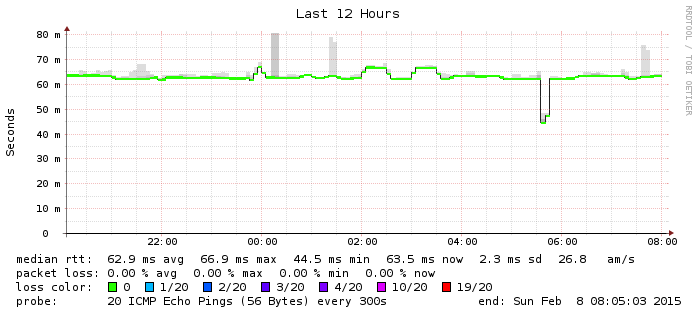 Last 12 Hours
RRDTOOL / TOBI OETIKER
Seconds
80 m
70 m
60 m
50 m
40 m
30 m
20 m
10 m
0
22:00 00:00 02:00 04:00 06:00 08:00
median rtt: 62.9 ms avg 66.9 ms max 44.5 ms min 63.5 ms now 2.3 ms sd 26.8 am/s
packet loss: 0.00 % avg 0.00 % max 0.00 % min 0.00 % now
loss color: 0 1/20 2/20 3/20 4/20 10/20 19/20
probe: 20 ICMP Echo Pings (56 Bytes) every 300s end: Sun Feb 8 08:05:03 2015